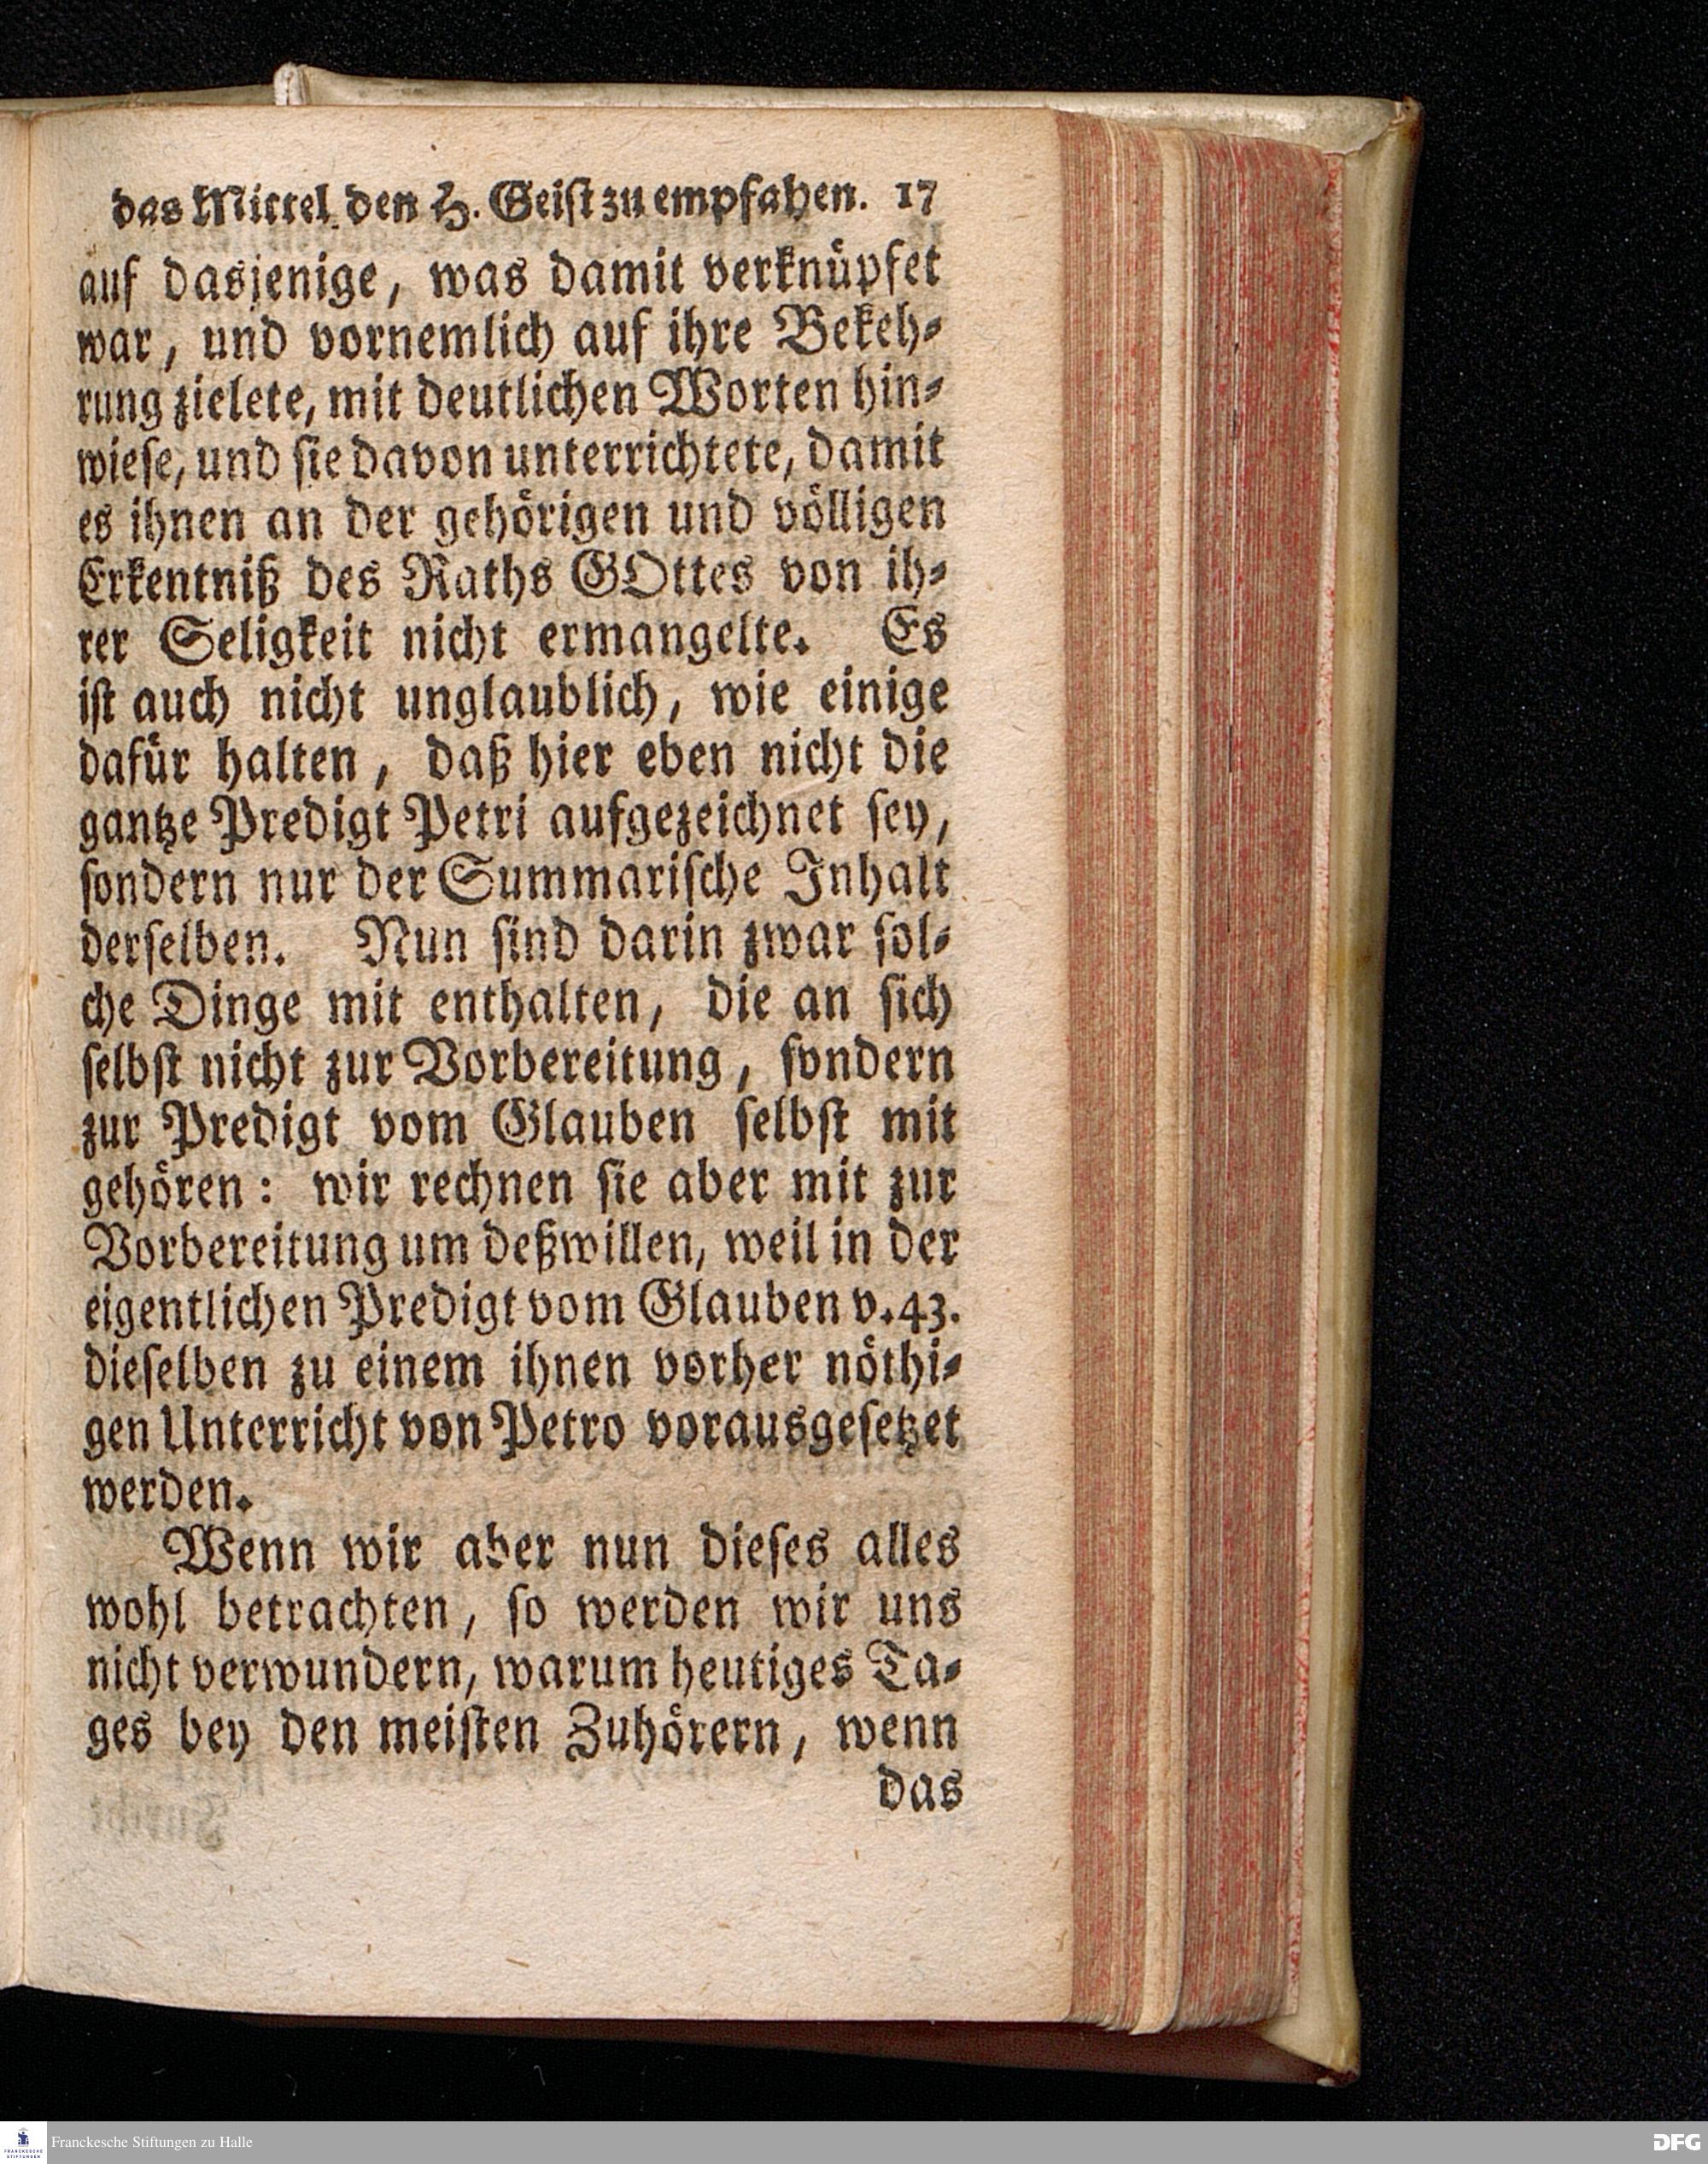 das Mittel den H. Geist zu empfahen. 17
auf dasjenige, was damit verknüpfet
war, und vornemlich auf ihre Bekeh-
rung zielete, mit deutlichen Worten hin-
wiese, und sie davon unterrichtete, damit
es ihnen an der gehörigen und völligen
Erkentniß des Raths GOttes von ih-
rer Seligkeit nicht ermangelte. Es
ist auch nicht unglaublich, wie einige
dafür halten, daß hier eben nicht die
gantze Predigt Petri aufgezeichnet sey,
sondern nur der Summarische Inhalt
derselben. Nun sind darin zwar sol-
che Dinge mit enthalten, die an sich
selbst nicht zur Vorbereitung, sondern
zur Predigt vom Glauben selbst mit
gehören: wir rechnen sie aber mit zur
Vorbereitung um deßwillen, weil in der
eigentlichen Predigt vom Glauben v. 43.
dieselben zu einem ihnen vorher nöthi-
gen Unterricht von Petro vorausgesetzet
werden.
Wenn wir aber nun dieses alles
wohl betrachten, so werden wir uns
nicht verwundern, warum heutiges Ta-
ges bey den meisten Zuhörern, wenn
das
FRANCKESCHE
STIFTUNGEN
Franckesche Stiftungen zu Halle
DFG